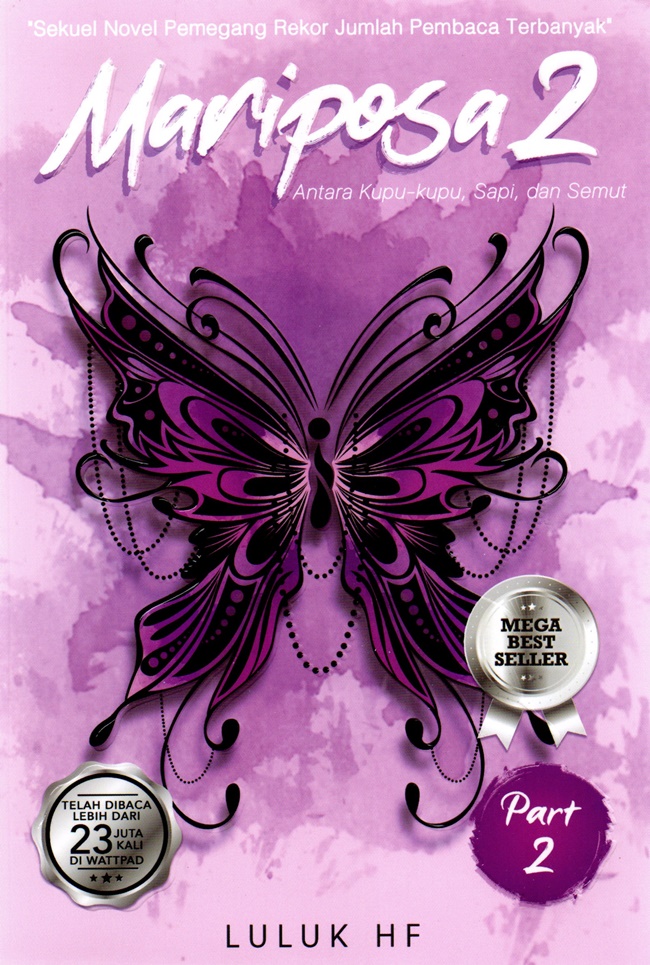 "Sekuel Novel Pemegang Rekor Jumlah Pembaca Terbanyak"
Mariposa 2
Antara Kupu-kupu, Sapi, dan Semut
MEGA
BEST
SELLER
TELAH DIBACA
LEBIH DARI
23 JUTA
KALI
DI WATTPAD
Part
2
LULUK HF